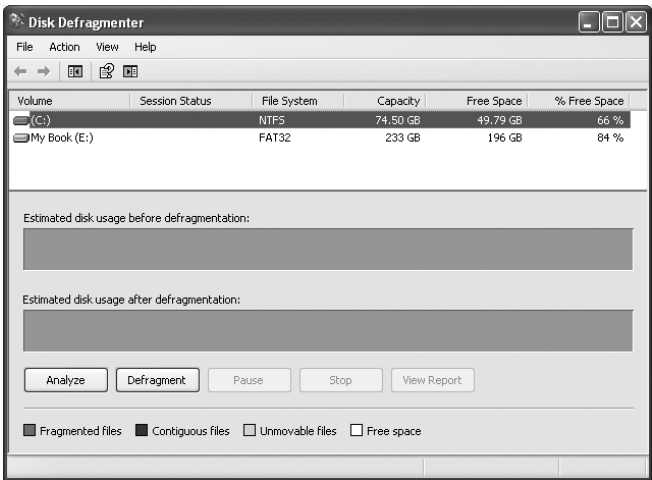 Disk Defragmenter
File Action View Help
Volume Session Status File System Capacity Free Space % Free Space
(C:) NTFS 74.50 GB 49.79 GB 66 %
My Book (E:) FAT32 233 GB 196 GB 84 %
Estimated disk usage before defragmentation:
Estimated disk usage after defragmentation:
Analyze Defragment Pause Stop View Report
Fragmented files Contiguous files Unmovable files Free space